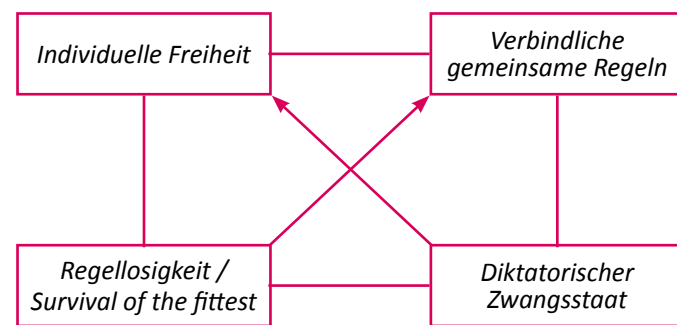 Individuelle Freiheit
Verbindliche
gemeinsame Regeln
Regellosigkeit /
Survival of the fittest
Diktatorischer
Zwangsstaat